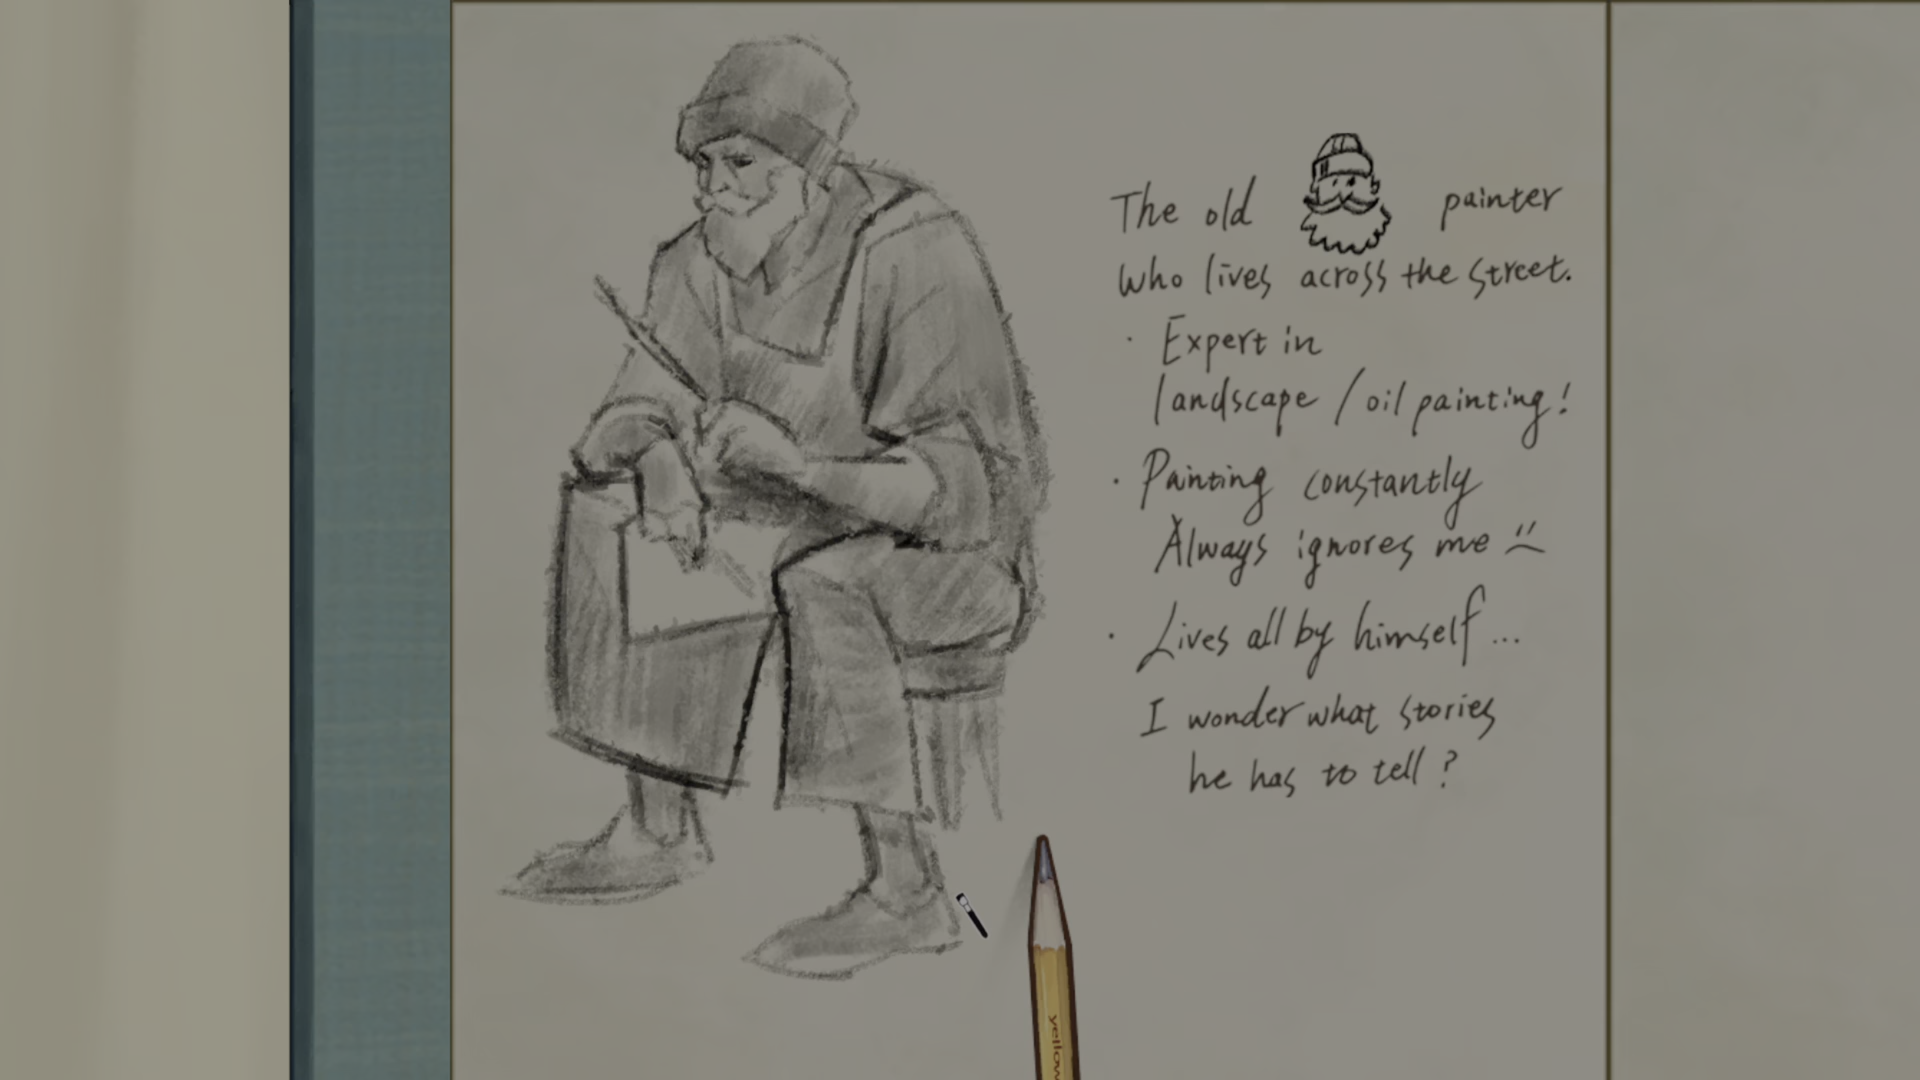 The old painter
who lives across the street.
· Expert in
landscape / oil painting!
· Painting constantly
Always ignores me
· Lives all by himself...
I wonder what stories
he has to tell?
yellow